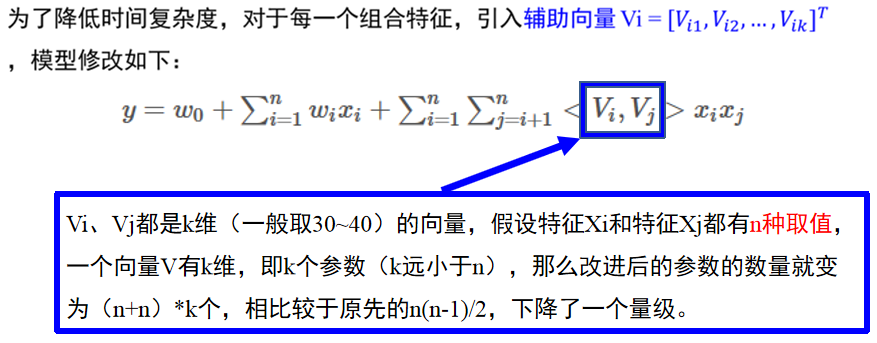 为了降低时间复杂度，对于每一个组合特征，引入辅助向量 Vi = [V_{i1}, V_{i2}, ..., V_{ik}]^T
，模型修改如下：
y = w_0 + ∑_{i=1}^{n} w_i x_i + ∑_{i=1}^{n} ∑_{j=i+1}^{n} < V_i, V_j > x_i x_j
Vi、Vj都是k维（一般取30~40）的向量，假设特征Xi和特征Xj都有n种取值，
一个向量V有k维，即k个参数（k远小于n），那么改进后的参数的数量就变
为（n+n）*k个，相比较于原先的n(n-1)/2，下降了一个量级。